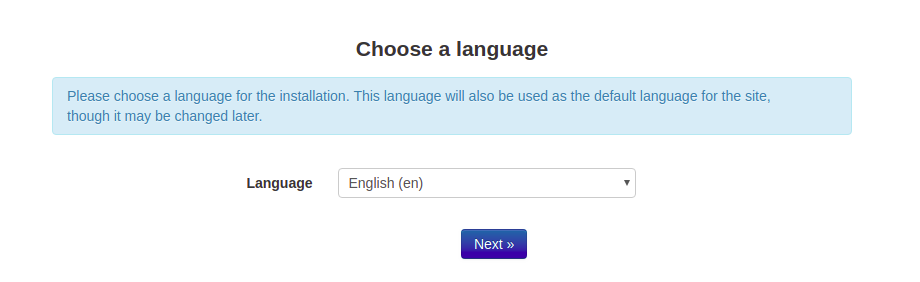 Choose a language
Please choose a language for the installation. This language will also be used as the default language for the site,
though it may be changed later.
Language English (en)
Next »